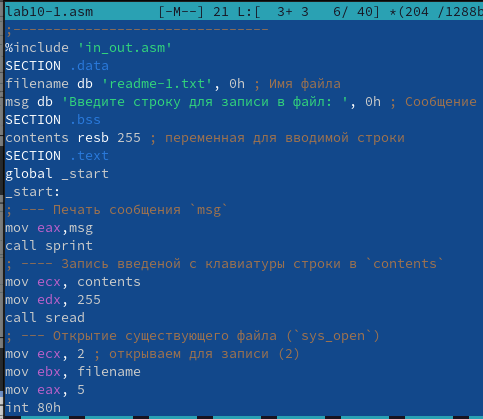 lab10-1.asm [-M--] 21 L:[ 3+ 3 6/ 40] *(204 /1288b
;------------------------------
%include 'in_out.asm'
SECTION .data
filename db 'readme-1.txt', 0h ; Имя файла
msg db 'Введите строку для записи в файл: ', 0h ; Сообщение
SECTION .bss
contents resb 255 ; переменная для вводимой строки
SECTION .text
global _start
_start:
; --- Печать сообщения `msg`
mov eax,msg
call sprint
; ---- Запись введеной с клавиатуры строки в `contents`
mov ecx, contents
mov edx, 255
call sread
; --- Открытие существующего файла (`sys_open`)
mov ecx, 2 ; открываем для записи (2)
mov ebx, filename
mov eax, 5
int 80h